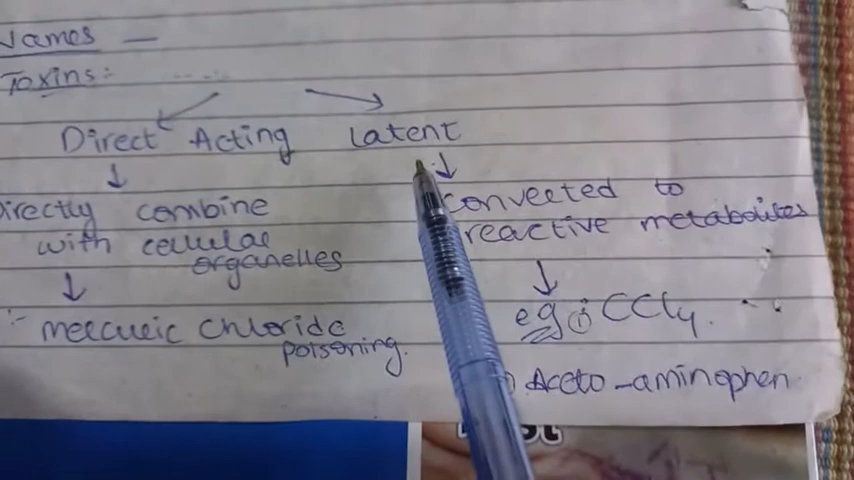 Names —
Toxins:-
Direct Acting Latent
Directly combine converted to
with cellular reactive metabolites
organelles
mercuric chloride eg (i) CCl4.
poisoning.
) Aceto-aminophen